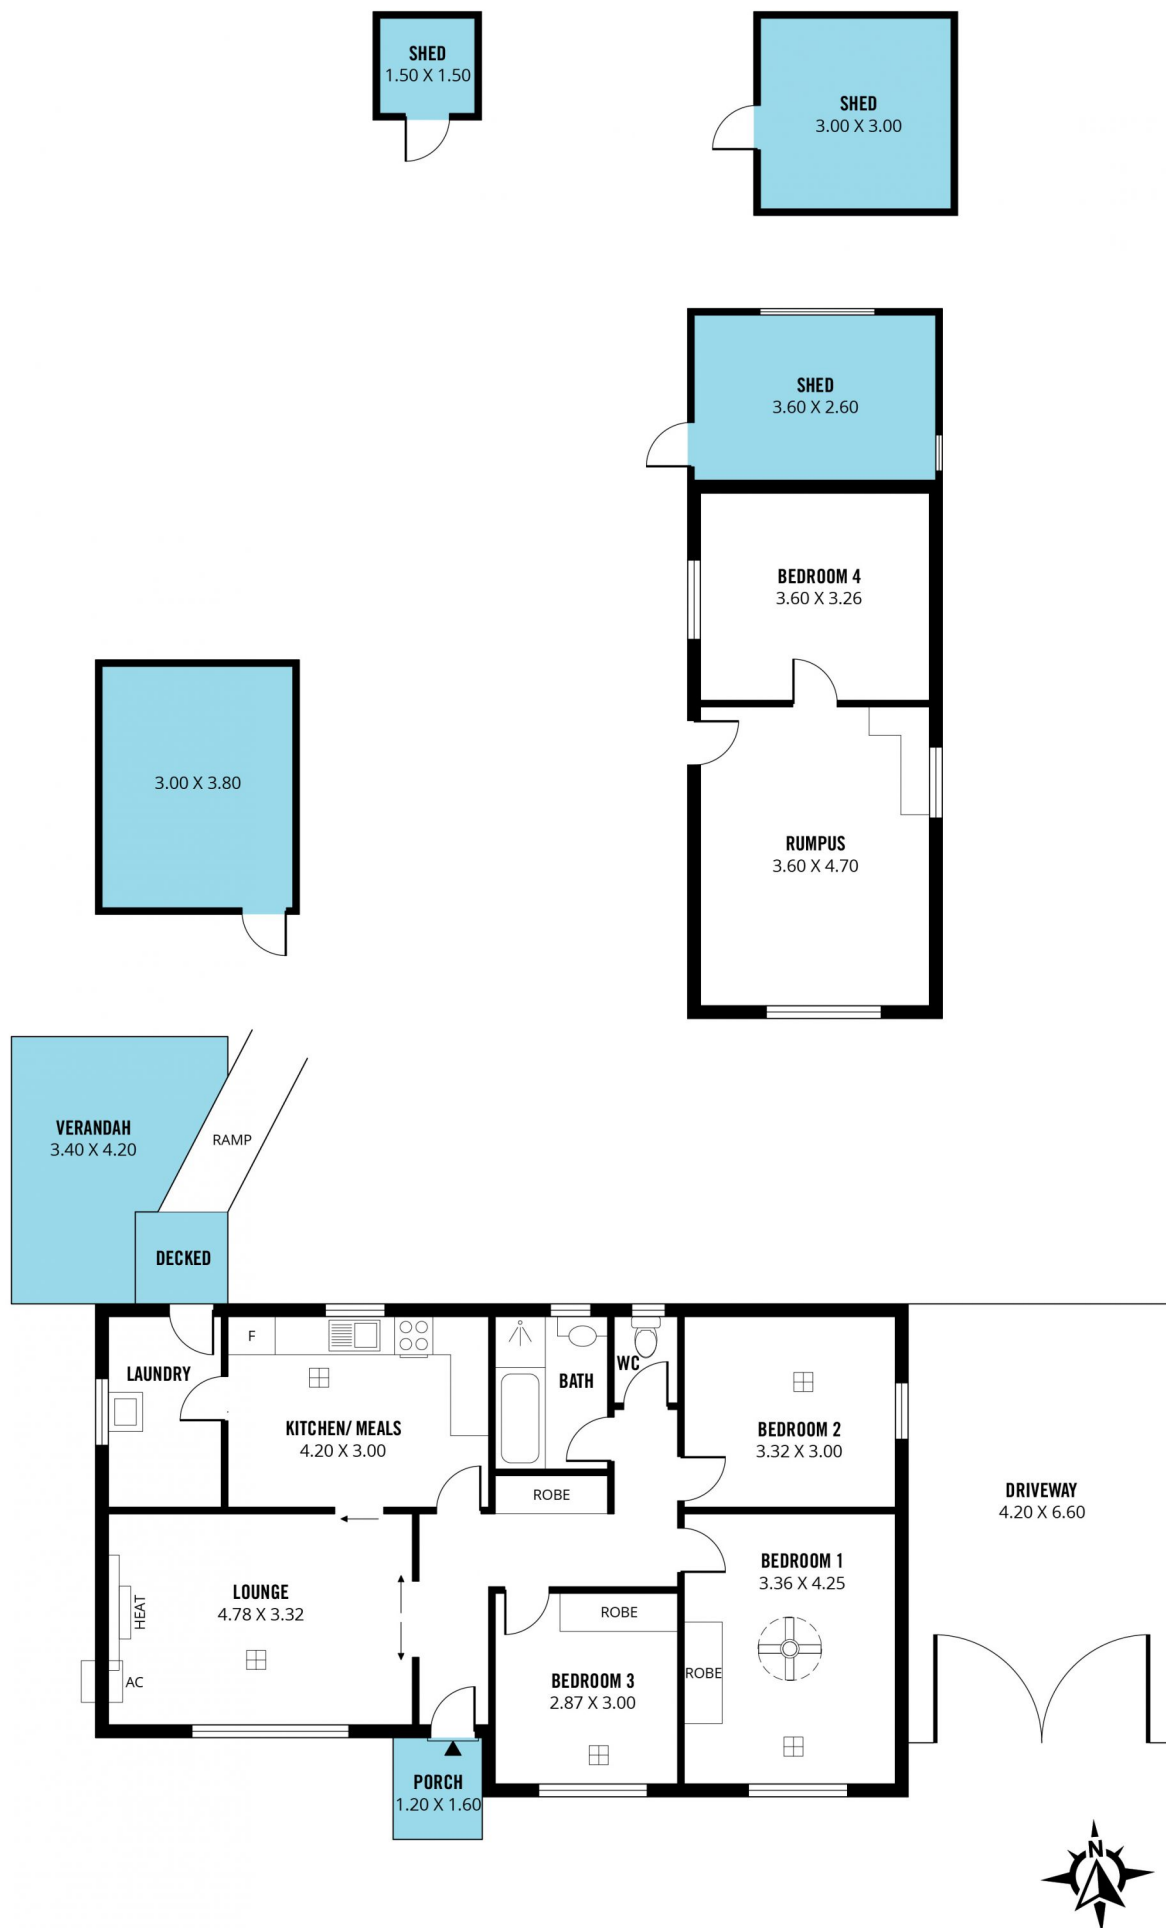 SHED
1.50 X 1.50
SHED
3.00 X 3.00
SHED
3.60 X 2.60
BEDROOM 4
3.60 X 3.26
3.00 X 3.80
RUMPUS
3.60 X 4.70
VERANDAH
3.40 X 4.20
RAMP
DECKED
F
LAUNDRY
KITCHEN/ MEALS
4.20 X 3.00
BATH
WC
BEDROOM 2
3.32 X 3.00
ROBE
DRIVEWAY
4.20 X 6.60
LOUNGE
4.78 X 3.32
HEAT
AC
ROBE
BEDROOM 3
2.87 X 3.00
BEDROOM 1
3.36 X 4.25
ROBE
PORCH
1.20 X 1.60
N